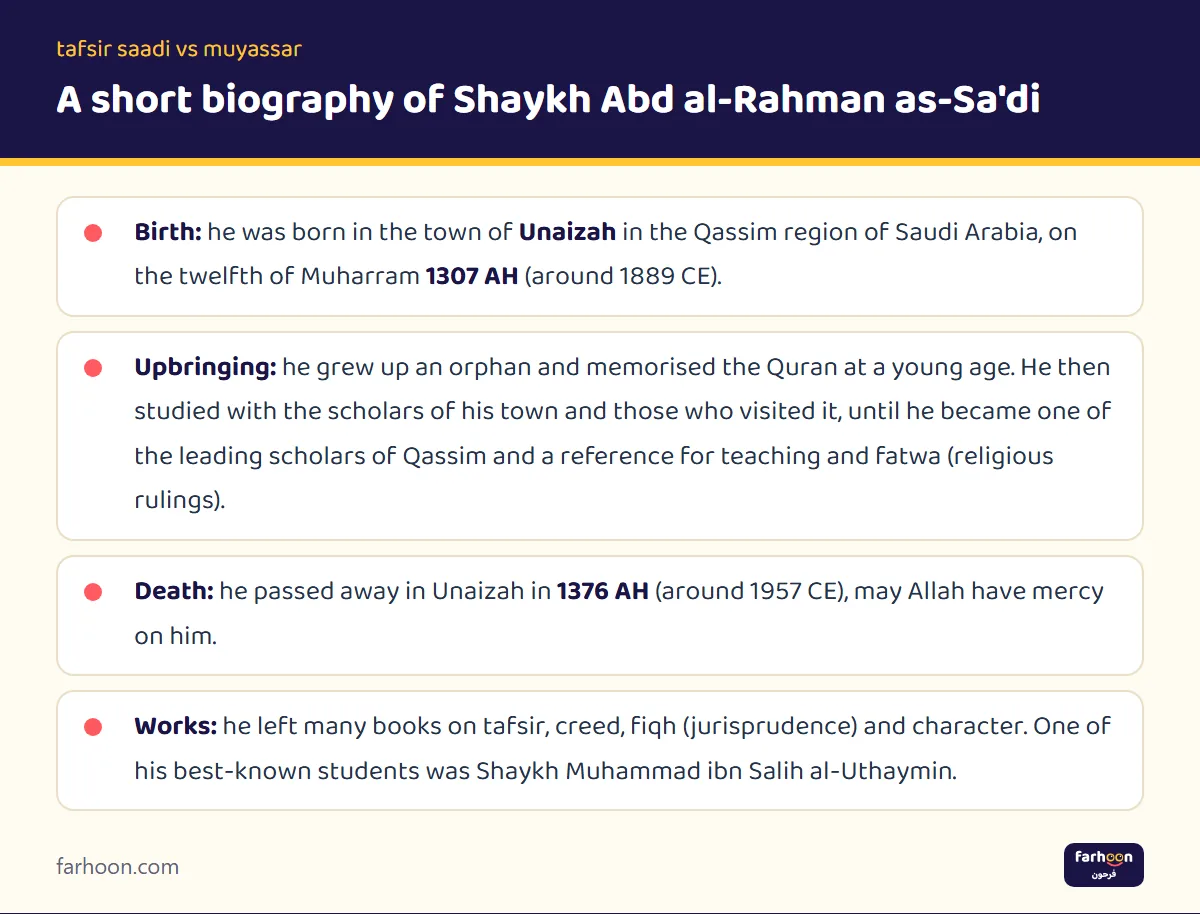 tafsir saadi vs muyassar
A short biography of Shaykh Abd al-Rahman as-Sa'di
Birth: he was born in the town of Unaizah in the Qassim region of Saudi Arabia, on
the twelfth of Muharram 1307 AH (around 1889 CE).
Upbringing: he grew up an orphan and memorised the Quran at a young age. He then
studied with the scholars of his town and those who visited it, until he became one of
the leading scholars of Qassim and a reference for teaching and fatwa (religious
rulings).
Death: he passed away in Unaizah in 1376 AH (around 1957 CE), may Allah have mercy
on him.
Works: he left many books on tafsir, creed, fiqh (jurisprudence) and character. One of
his best-known students was Shaykh Muhammad ibn Salih al-Uthaymin.
farhoon.com
farhoon
فرحون